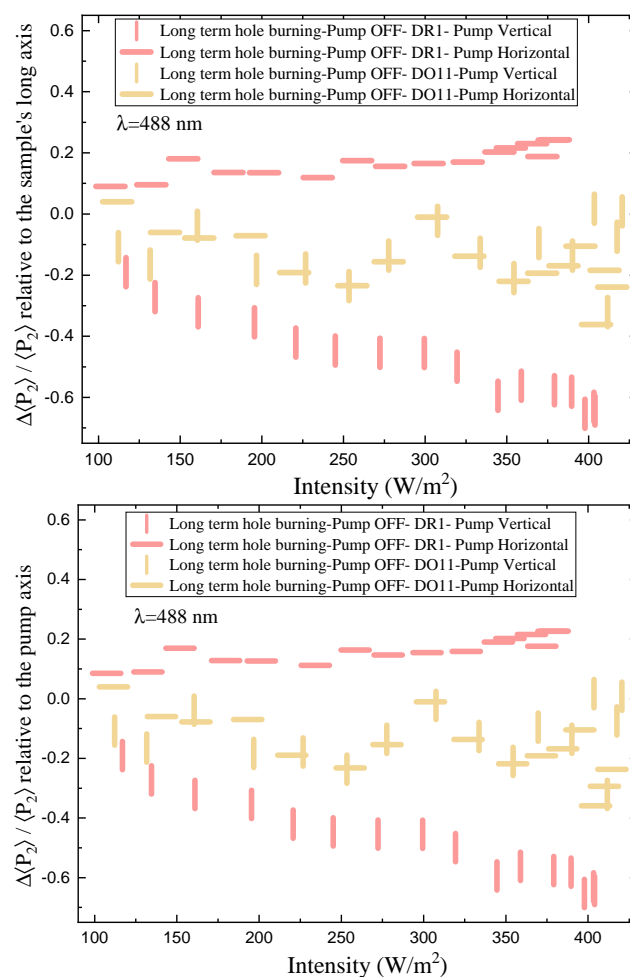 Long term hole burning-Pump OFF- DR1- Pump Vertical
Long term hole burning-Pump OFF- DR1- Pump Horizontal
Long term hole burning-Pump OFF- DO11-Pump Vertical
Long term hole burning-Pump OFF- DO11-Pump Horizontal
λ=488 nm
0.6
0.4
0.2
0.0
-0.2
-0.4
-0.6
Δ⟨P₂⟩ / ⟨P₂⟩ relative to the sample's long axis
100 150 200 250 300 350 400
Intensity (W/m²)
Long term hole burning-Pump OFF- DR1- Pump Vertical
Long term hole burning-Pump OFF- DR1- Pump Horizontal
Long term hole burning-Pump OFF- DO11-Pump Vertical
Long term hole burning-Pump OFF- DO11-Pump Horizontal
λ=488 nm
0.6
0.4
0.2
0.0
-0.2
-0.4
-0.6
Δ⟨P₂⟩ / ⟨P₂⟩ relative to the pump axis
100 150 200 250 300 350 400
Intensity (W/m²)